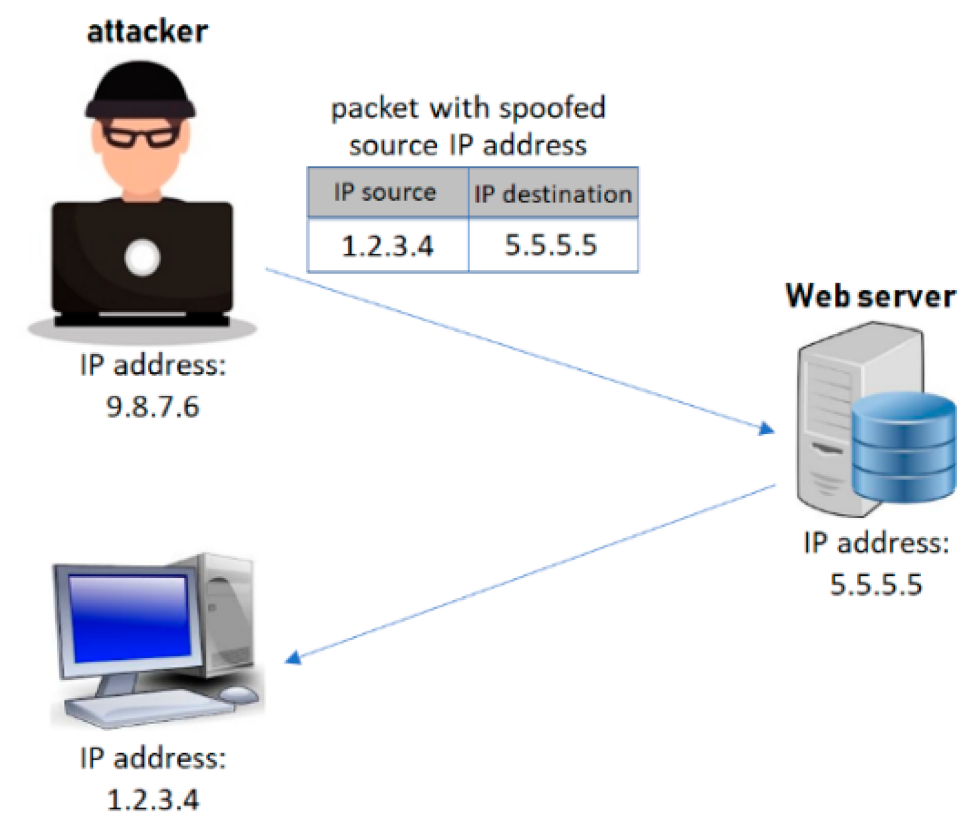 attacker
packet with spoofed
source IP address
IP source IP destination
1.2.3.4 5.5.5.5
IP address:
9.8.7.6
Web server
IP address:
5.5.5.5
IP address:
1.2.3.4